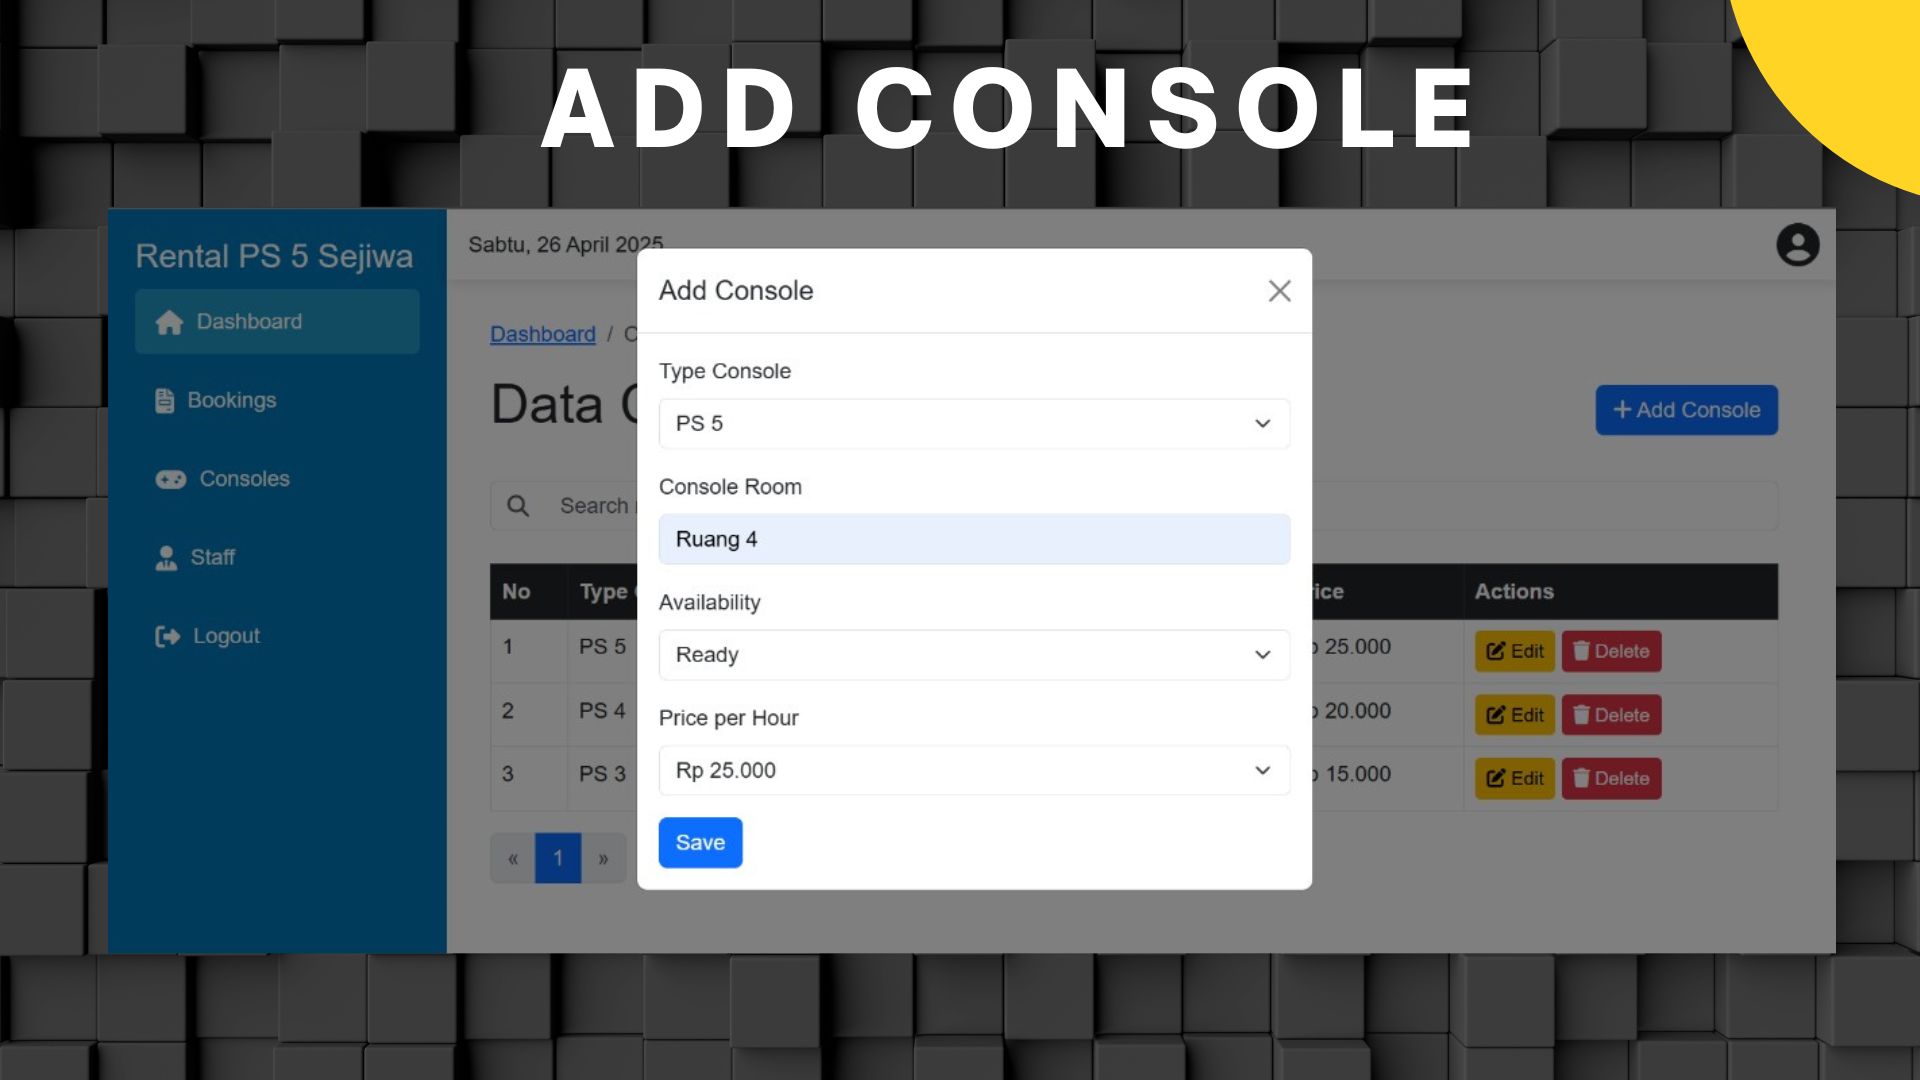 ADD CONSOLE
Rental PS 5 Sejiwa
Dashboard
Bookings
Consoles
Staff
Logout
Sabtu, 26 April 2025
Dashboard /
Data
+ Add Console
Search
No Type Actions
1 PS 5 25.000 Edit Delete
2 PS 4 20.000 Edit Delete
3 PS 3 15.000 Edit Delete
« 1 »
Add Console
Type Console
PS 5
Console Room
Ruang 4
Availability
Ready
Price per Hour
Rp 25.000
Save